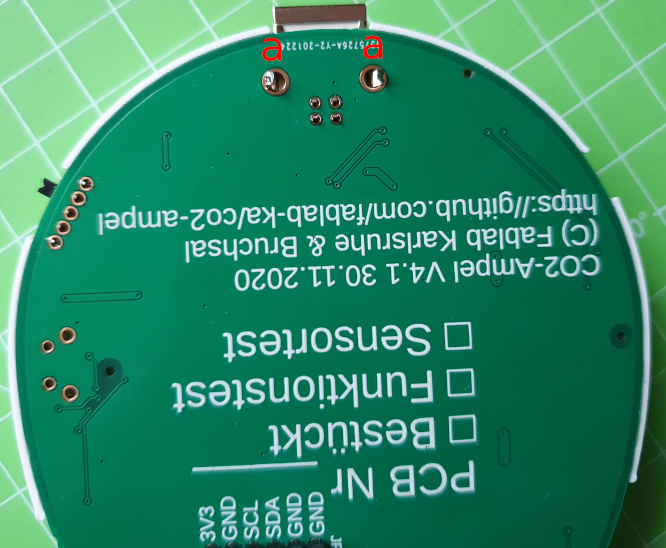 a a
https://github.com/fablab-ka/co2-ampel
(C) Fablab Karlsruhe & Bruchsal
CO2-Ampel V4.1 30.11.2020
Sensortest
Funktionstest
Bestückt
PCB Nr
3V3
GND
SCL
SDA
GND
GND